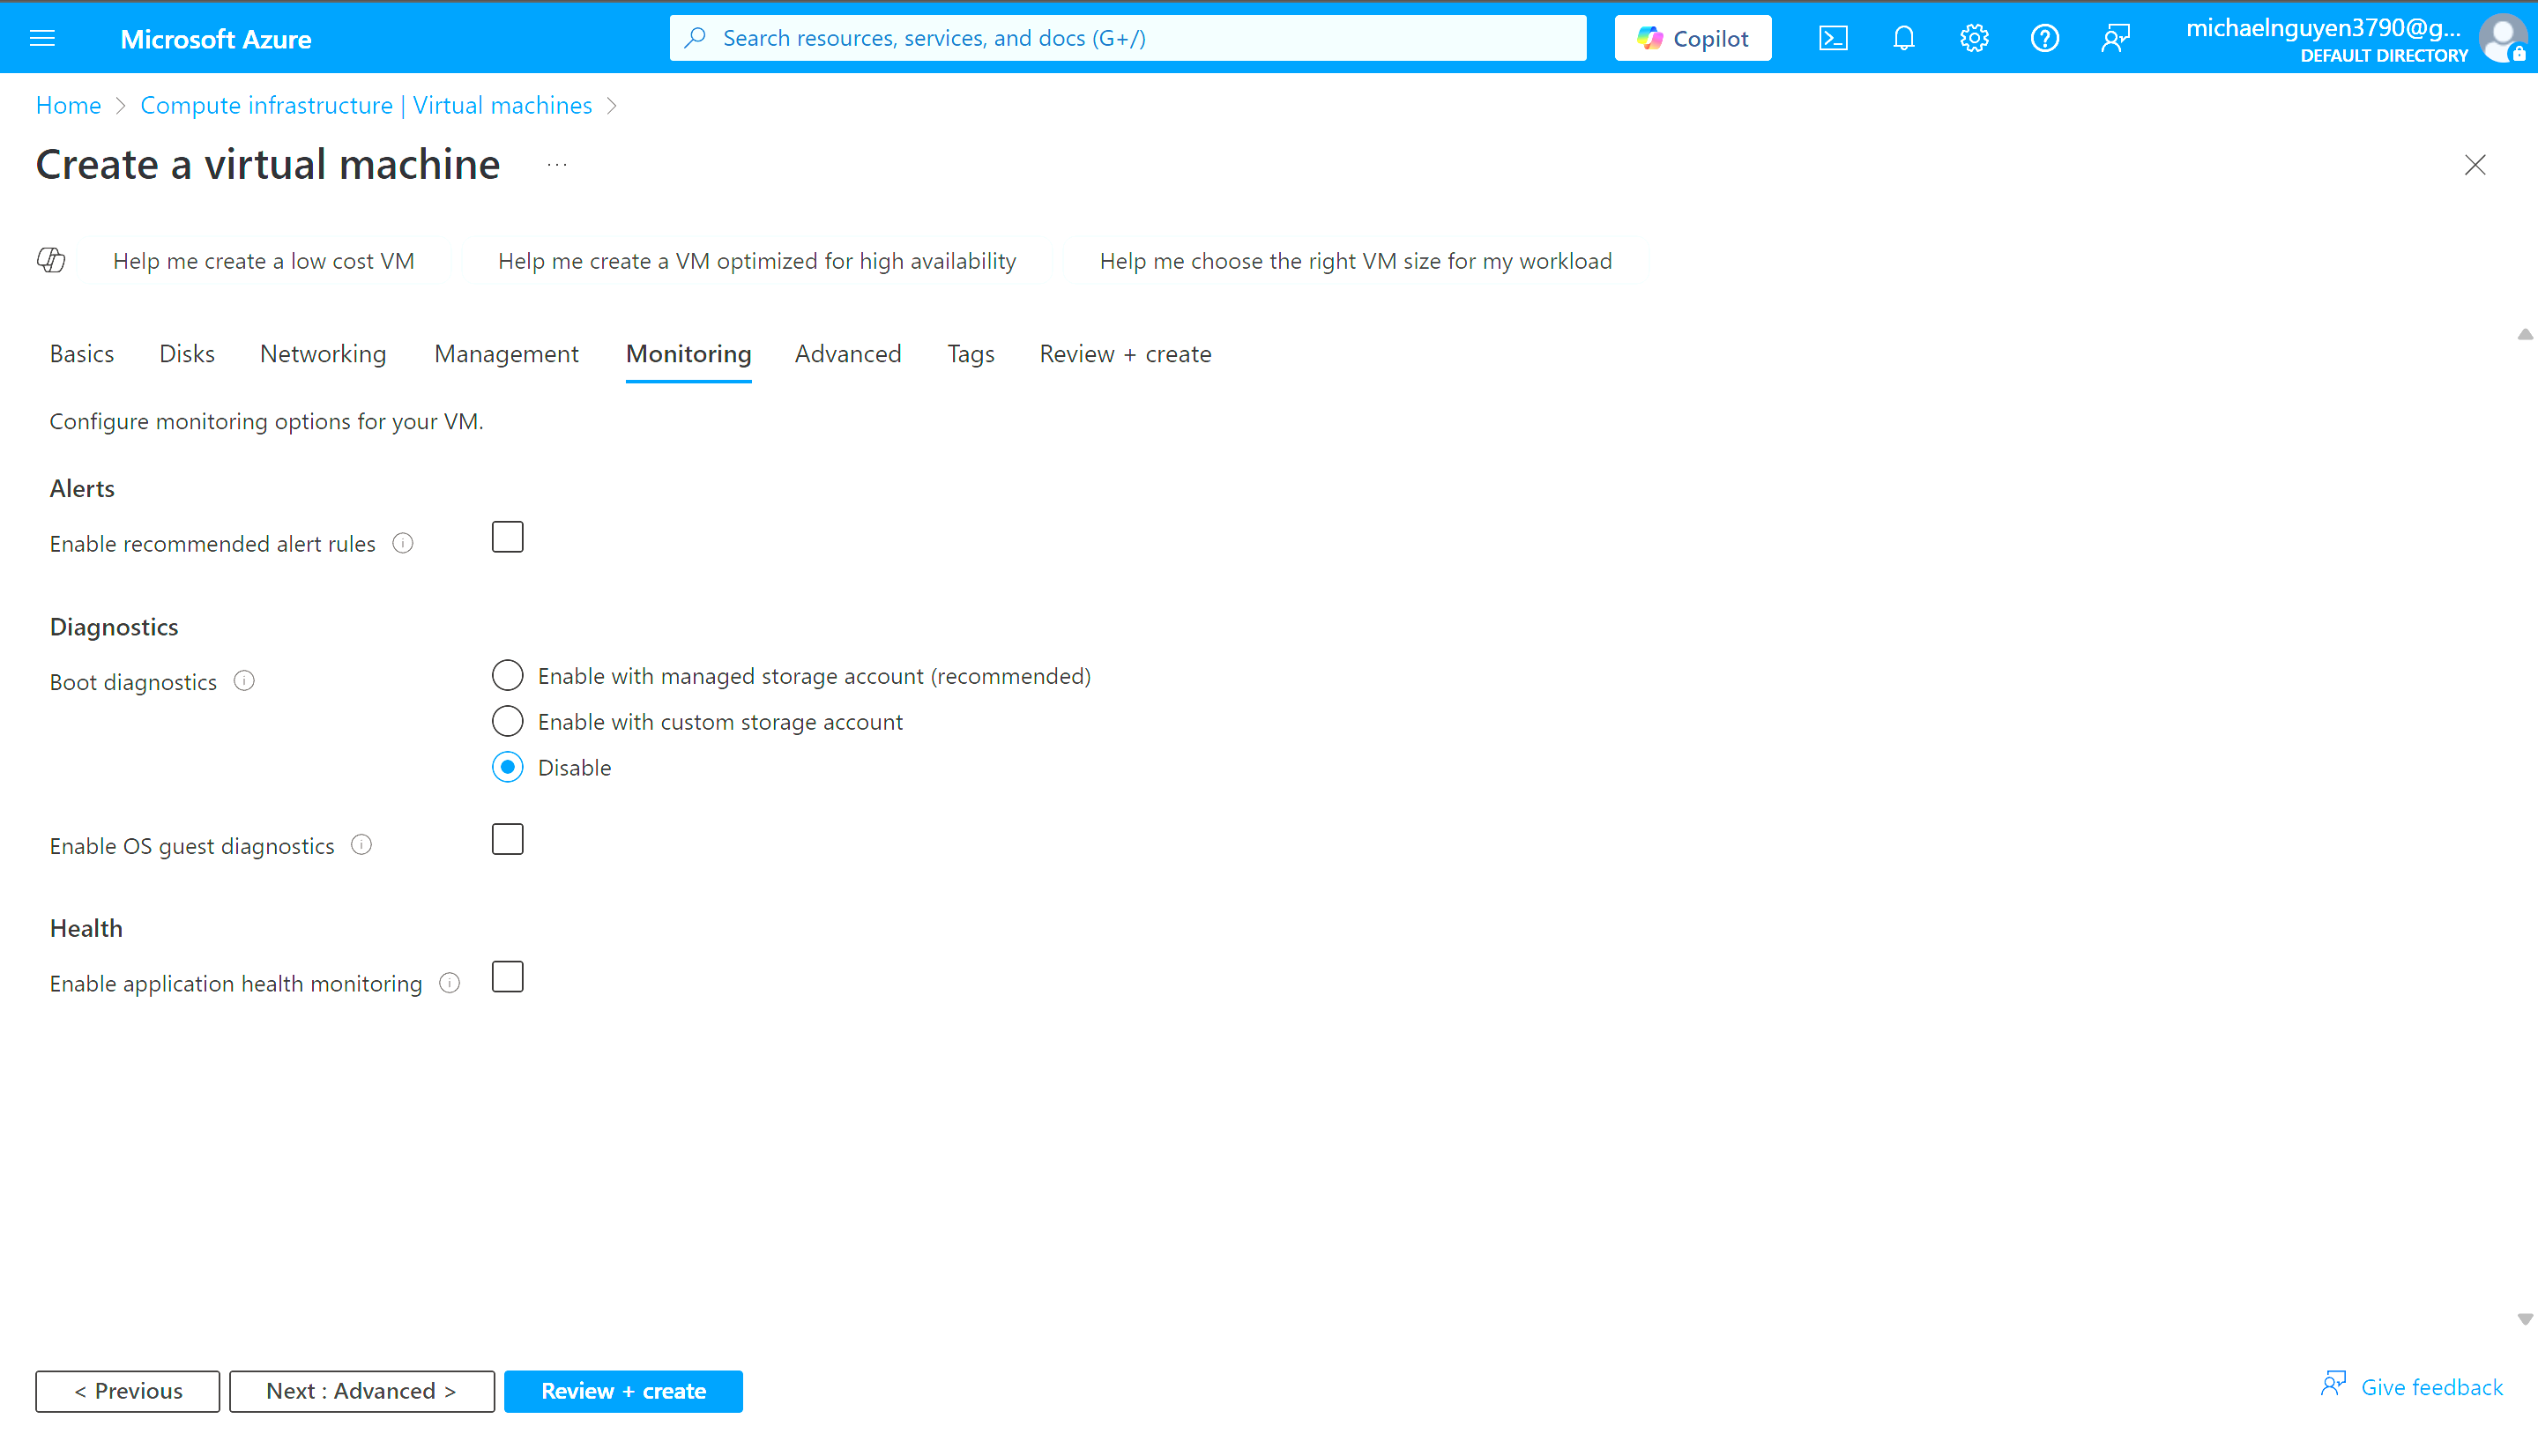 Microsoft Azure
Search resources, services, and docs (G+/)
Copilot
michaelnguyen3790@g...
DEFAULT DIRECTORY
Home > Compute infrastructure | Virtual machines >
Create a virtual machine ...
Help me create a low cost VM
Help me create a VM optimized for high availability
Help me choose the right VM size for my workload
Basics Disks Networking Management Monitoring Advanced Tags Review + create
Configure monitoring options for your VM.
Alerts
Enable recommended alert rules
Diagnostics
Boot diagnostics
Enable with managed storage account (recommended)
Enable with custom storage account
Disable
Enable OS guest diagnostics
Health
Enable application health monitoring
< Previous
Next : Advanced >
Review + create
Give feedback